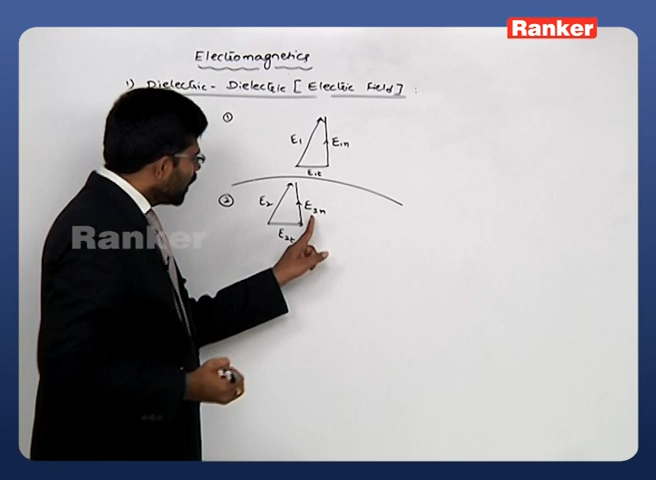 Ranker
Electromagnetics
1) Dielectric - Dielectric [Electric Field] :
①
E1
E1n
E1t
②
E2
E2n
E2t
Ranker